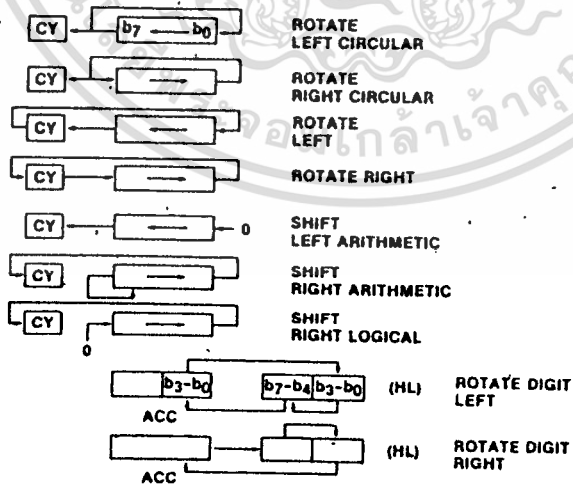 CY b7 b0 ROTATE
LEFT CIRCULAR
CY ROTATE
RIGHT CIRCULAR
CY ROTATE
LEFT
CY ROTATE RIGHT
CY 0 SHIFT
LEFT ARITHMETIC
CY SHIFT
RIGHT ARITHMETIC
CY SHIFT
RIGHT LOGICAL
0
b3-b0 b7-b4 b3-b0 (HL) ROTATE DIGIT
LEFT
ACC
(HL) ROTATE DIGIT
RIGHT
ACC